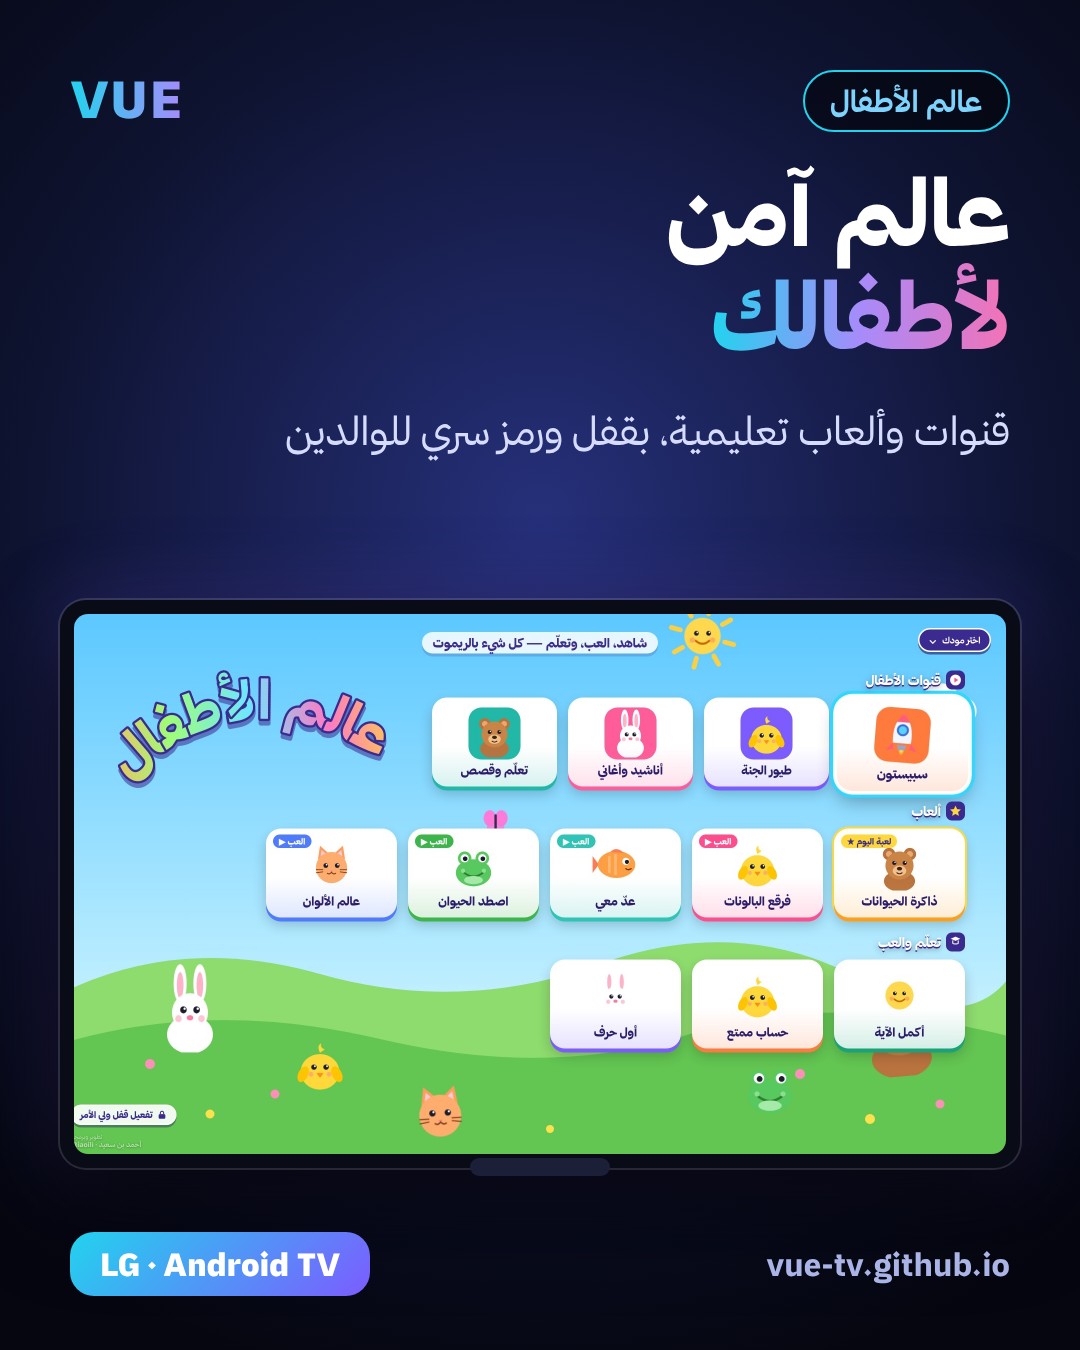 VUE
عالم الأطفال
عالم آمن
لأطفالك
قنوات وألعاب تعليمية، بقفل ورمز سري للوالدين
اختر مودك
شاهد، العب، وتعلّم — كل شيء بالريموت
عالم الأطفال
قنوات الأطفال
سبيستون
طيور الجنة
أناشيد وأغاني
تعلّم وقصص
ألعاب
لعبة اليوم ★
ذاكرة الحيوانات
العب ▶
فرقع البالونات
العب ▶
عدّ معي
العب ▶
اصطد الحيوان
العب ▶
عالم الألوان
تعلّم والعب
أكمل الآية
حساب ممتع
أول حرف
تفعيل قفل ولي الأمر
أحمد بن سعيد
LG · Android TV
vue-tv.github.io